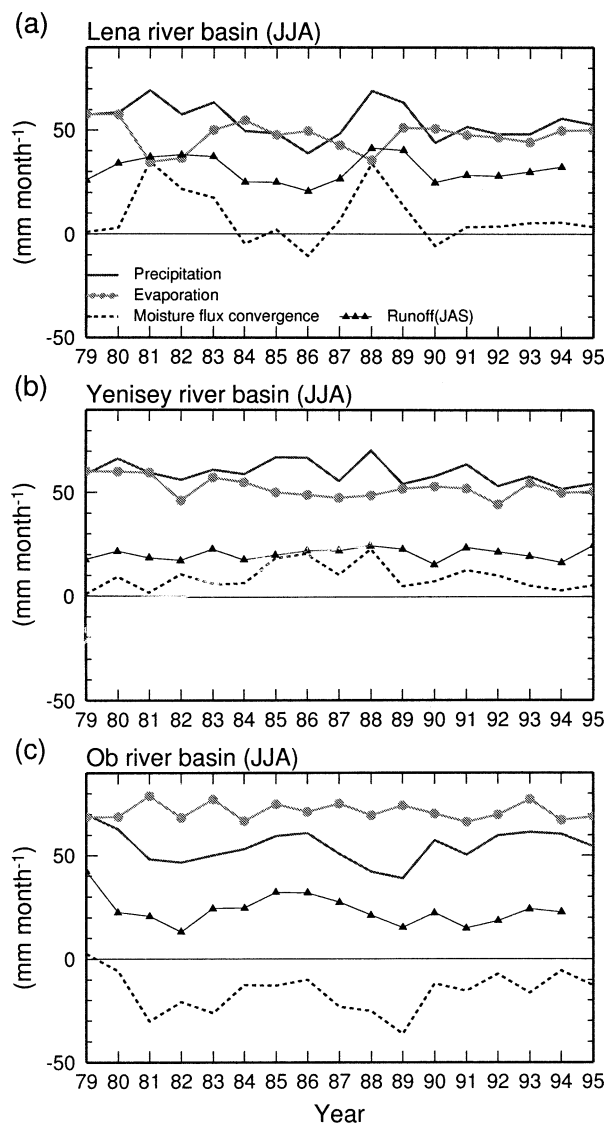 (a)
Lena river basin (JJA)
50
0
-50
(mm month-1)
Precipitation
Evaporation
Moisture flux convergence Runoff(JAS)
79 80 81 82 83 84 85 86 87 88 89 90 91 92 93 94 95
(b)
Yenisey river basin (JJA)
50
0
-50
(mm month-1)
79 80 81 82 83 84 85 86 87 88 89 90 91 92 93 94 95
(c)
Ob river basin (JJA)
50
0
-50
(mm month-1)
79 80 81 82 83 84 85 86 87 88 89 90 91 92 93 94 95
Year